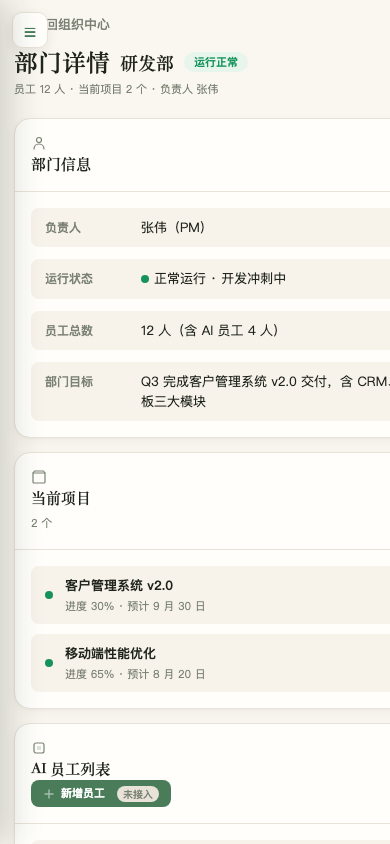 回组织中心
部门详情 研发部 运行正常
员工 12 人 · 当前项目 2 个 · 负责人 张伟
部门信息
负责人 张伟（PM）
运行状态 正常运行 · 开发冲刺中
员工总数 12 人（含 AI 员工 4 人）
部门目标 Q3 完成客户管理系统 v2.0 交付，含 CRM
板三大模块
当前项目
2 个
客户管理系统 v2.0
进度 30% · 预计 9 月 30 日
移动端性能优化
进度 65% · 预计 8 月 20 日
AI 员工列表
+ 新增员工 未接入